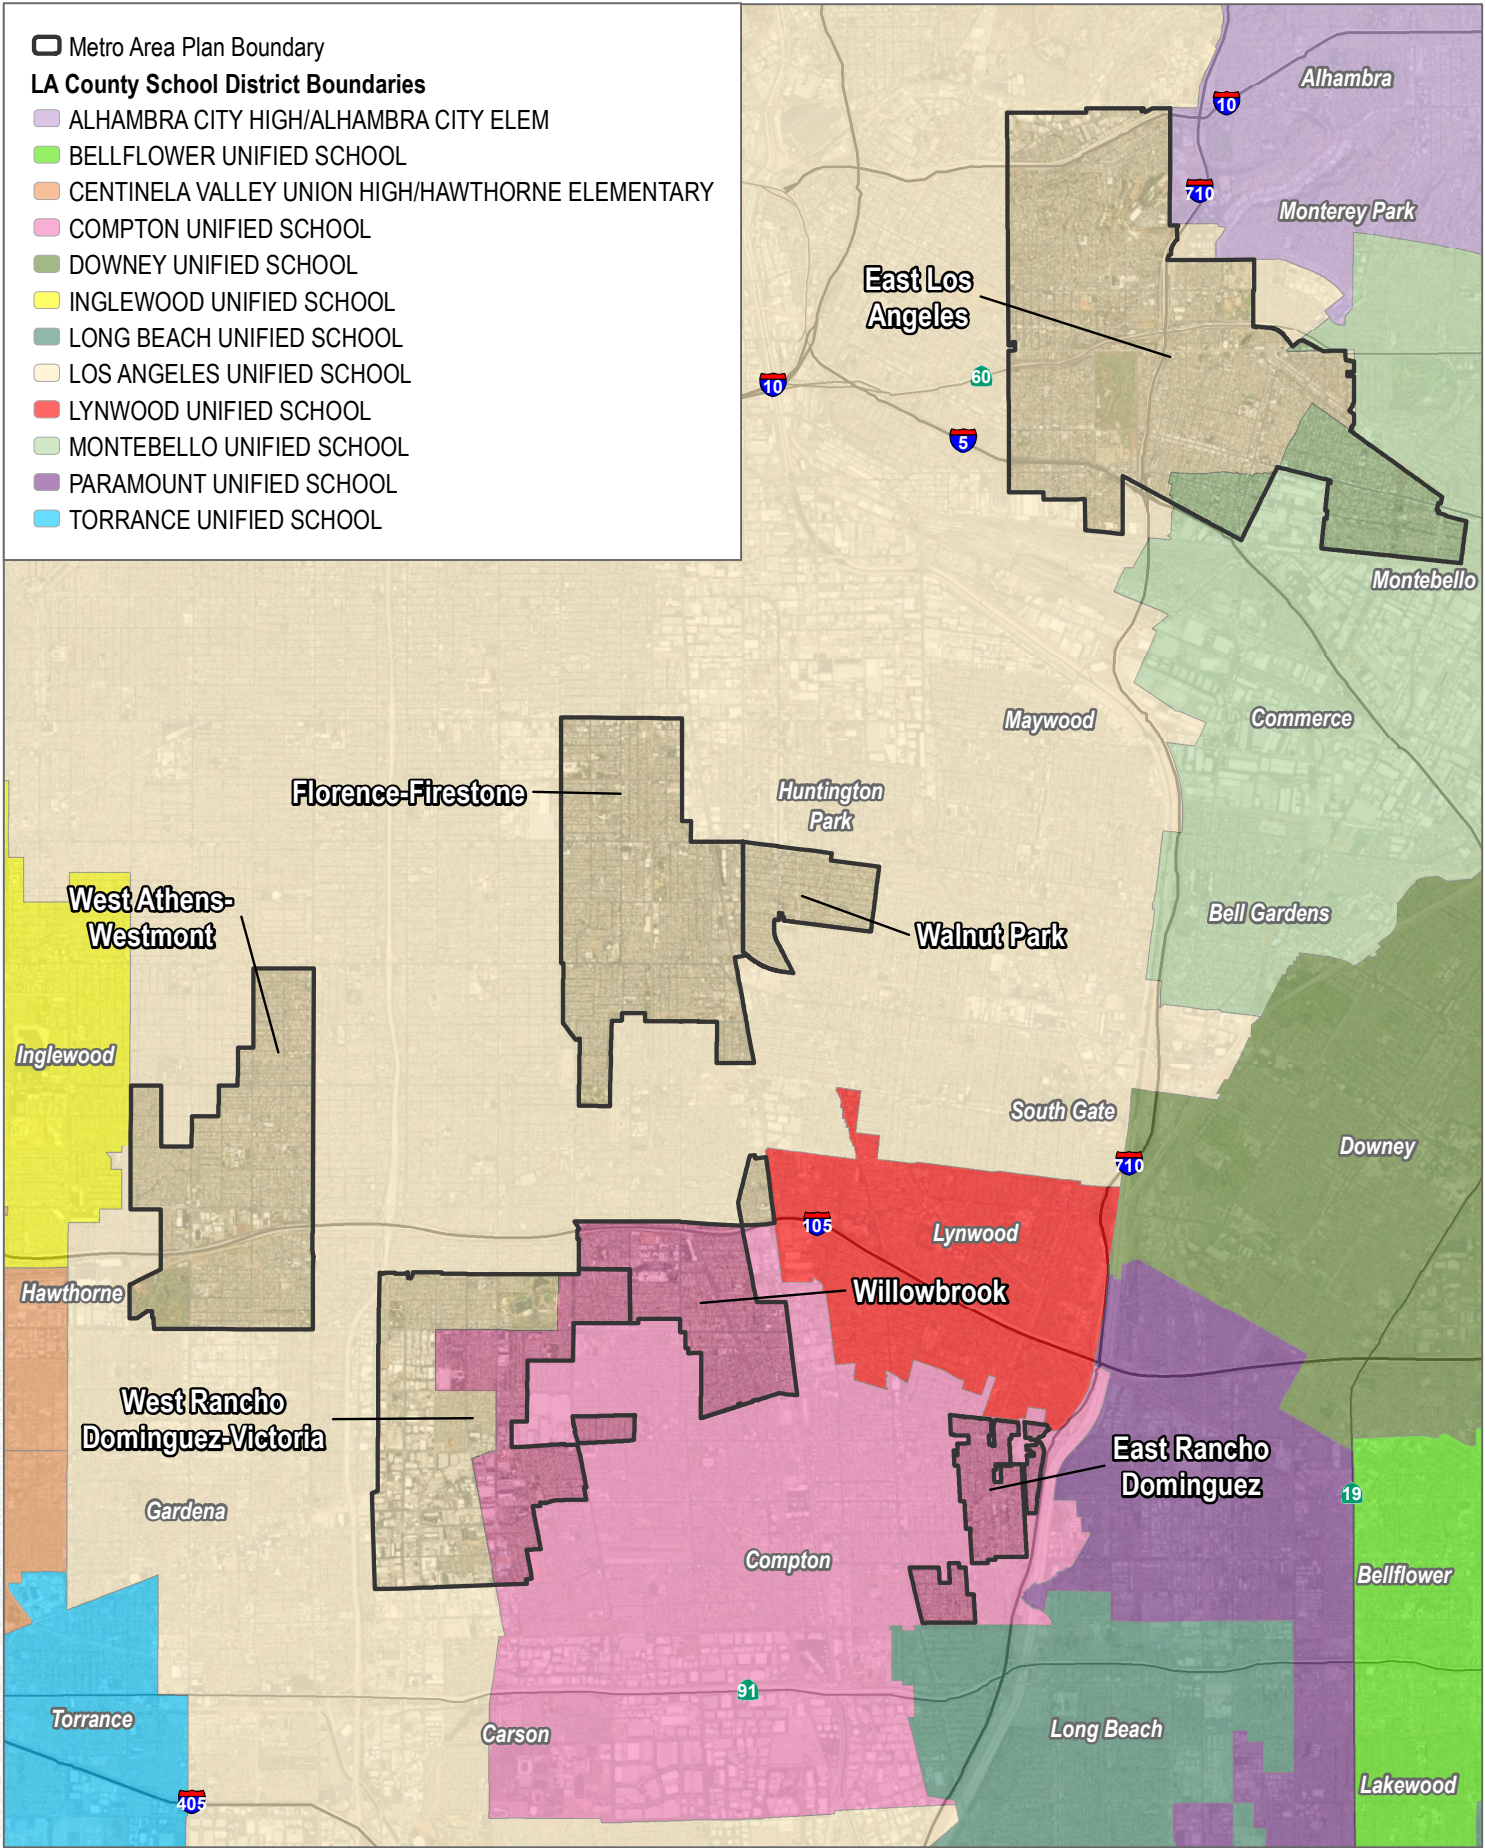 Metro Area Plan Boundary
LA County School District Boundaries
ALHAMBRA CITY HIGH/ALHAMBRA CITY ELEM
BELLFLOWER UNIFIED SCHOOL
CENTINELA VALLEY UNION HIGH/HAWTHORNE ELEMENTARY
COMPTON UNIFIED SCHOOL
DOWNEY UNIFIED SCHOOL
INGLEWOOD UNIFIED SCHOOL
LONG BEACH UNIFIED SCHOOL
LOS ANGELES UNIFIED SCHOOL
LYNWOOD UNIFIED SCHOOL
MONTEBELLO UNIFIED SCHOOL
PARAMOUNT UNIFIED SCHOOL
TORRANCE UNIFIED SCHOOL
Alhambra
10
710
Monterey Park
East Los
Angeles
60
10
5
Montebello
Maywood
Commerce
Florence-Firestone
Huntington
Park
West Athens-
Westmont
Walnut Park
Bell Gardens
Inglewood
South Gate
Downey
710
105
Lynwood
Hawthorne
Willowbrook
West Rancho
Dominguez-Victoria
East Rancho
Dominguez
19
Gardena
Compton
Bellflower
91
Torrance
Carson
Long Beach
Lakewood
405